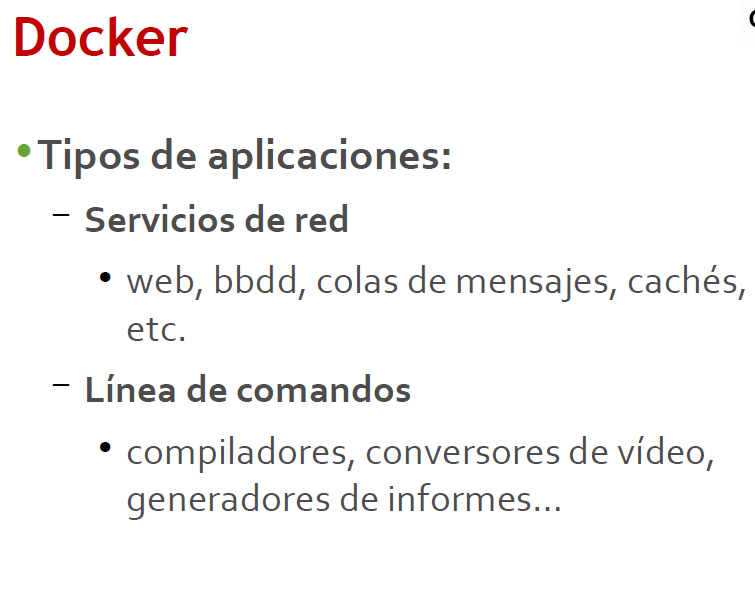 Docker
•Tipos de aplicaciones:
– Servicios de red
• web, bbdd, colas de mensajes, cachés,
etc.
– Línea de comandos
• compiladores, conversores de vídeo,
generadores de informes...